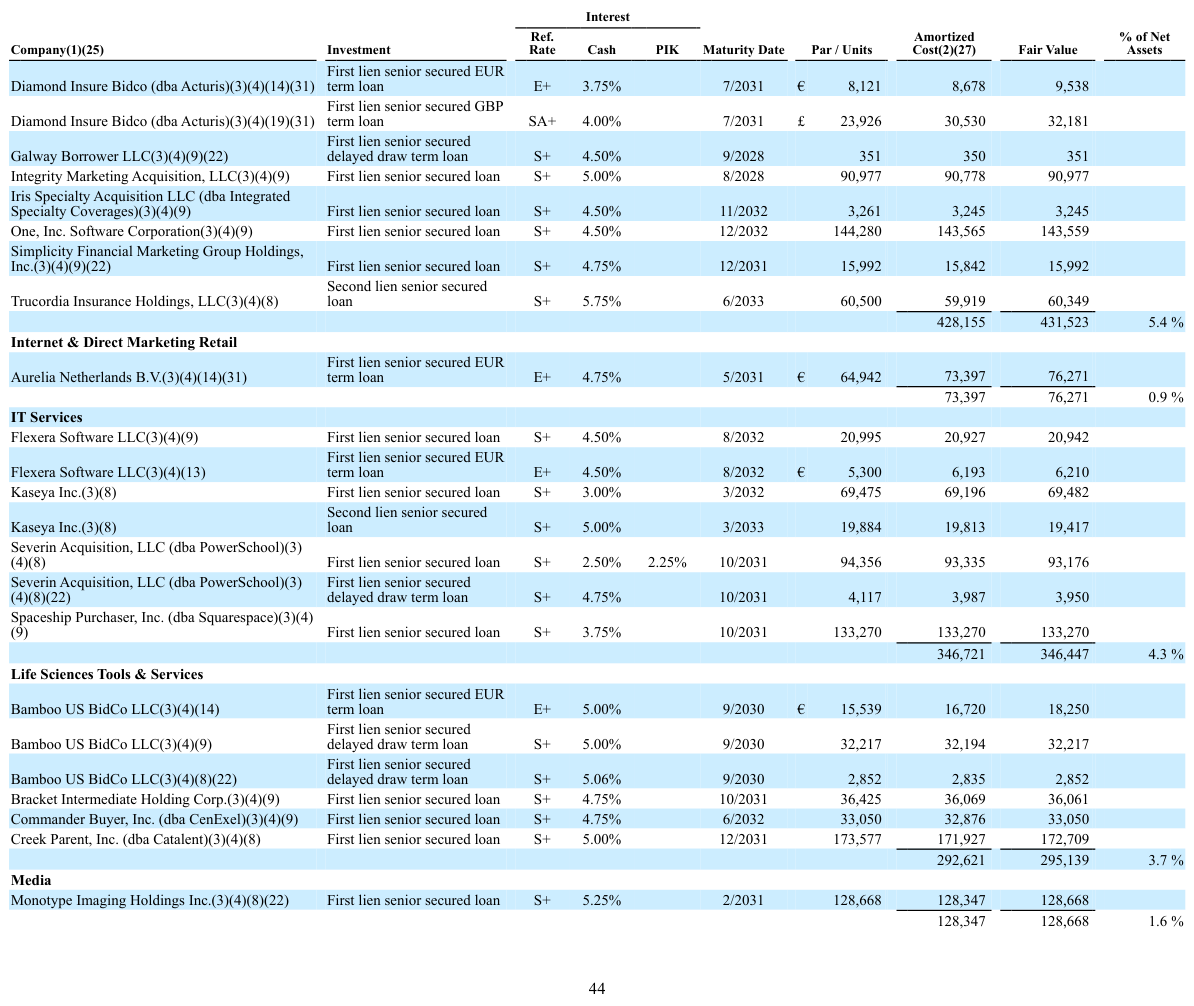 Interest
Company(1)(25) Investment Ref. Rate Cash PIK Maturity Date Par / Units Amortized Cost(2)(27) Fair Value % of Net Assets
Diamond Insure Bidco (dba Acturis)(3)(4)(14)(31) First lien senior secured EUR term loan E+ 3.75% 7/2031 € 8,121 8,678 9,538
Diamond Insure Bidco (dba Acturis)(3)(4)(19)(31) First lien senior secured GBP term loan SA+ 4.00% 7/2031 £ 23,926 30,530 32,181
Galway Borrower LLC(3)(4)(9)(22) First lien senior secured delayed draw term loan S+ 4.50% 9/2028 351 350 351
Integrity Marketing Acquisition, LLC(3)(4)(9) First lien senior secured loan S+ 5.00% 8/2028 90,977 90,778 90,977
Iris Specialty Acquisition LLC (dba Integrated Specialty Coverages)(3)(4)(9) First lien senior secured loan S+ 4.50% 11/2032 3,261 3,245 3,245
One, Inc. Software Corporation(3)(4)(9) First lien senior secured loan S+ 4.50% 12/2032 144,280 143,565 143,559
Simplicity Financial Marketing Group Holdings, Inc.(3)(4)(9)(22) First lien senior secured loan S+ 4.75% 12/2031 15,992 15,842 15,992
Trucordia Insurance Holdings, LLC(3)(4)(8) Second lien senior secured loan S+ 5.75% 6/2033 60,500 59,919 60,349
428,155 431,523 5.4 %
Internet & Direct Marketing Retail
Aurelia Netherlands B.V.(3)(4)(14)(31) First lien senior secured EUR term loan E+ 4.75% 5/2031 € 64,942 73,397 76,271
73,397 76,271 0.9 %
IT Services
Flexera Software LLC(3)(4)(9) First lien senior secured loan S+ 4.50% 8/2032 20,995 20,927 20,942
Flexera Software LLC(3)(4)(13) First lien senior secured EUR term loan E+ 4.50% 8/2032 € 5,300 6,193 6,210
Kaseya Inc.(3)(8) First lien senior secured loan S+ 3.00% 3/2032 69,475 69,196 69,482
Kaseya Inc.(3)(8) Second lien senior secured loan S+ 5.00% 3/2033 19,884 19,813 19,417
Severin Acquisition, LLC (dba PowerSchool)(3)(4)(8) First lien senior secured loan S+ 2.50% 2.25% 10/2031 94,356 93,335 93,176
Severin Acquisition, LLC (dba PowerSchool)(3)(4)(8)(22) First lien senior secured delayed draw term loan S+ 4.75% 10/2031 4,117 3,987 3,950
Spaceship Purchaser, Inc. (dba Squarespace)(3)(4)(9) First lien senior secured loan S+ 3.75% 10/2031 133,270 133,270 133,270
346,721 346,447 4.3 %
Life Sciences Tools & Services
Bamboo US BidCo LLC(3)(4)(14) First lien senior secured EUR term loan E+ 5.00% 9/2030 € 15,539 16,720 18,250
Bamboo US BidCo LLC(3)(4)(9) First lien senior secured delayed draw term loan S+ 5.00% 9/2030 32,217 32,194 32,217
Bamboo US BidCo LLC(3)(4)(8)(22) First lien senior secured delayed draw term loan S+ 5.06% 9/2030 2,852 2,835 2,852
Bracket Intermediate Holding Corp.(3)(4)(9) First lien senior secured loan S+ 4.75% 10/2031 36,425 36,069 36,061
Commander Buyer, Inc. (dba CenExel)(3)(4)(9) First lien senior secured loan S+ 4.75% 6/2032 33,050 32,876 33,050
Creek Parent, Inc. (dba Catalent)(3)(4)(8) First lien senior secured loan S+ 5.00% 12/2031 173,577 171,927 172,709
292,621 295,139 3.7 %
Media
Monotype Imaging Holdings Inc.(3)(4)(8)(22) First lien senior secured loan S+ 5.25% 2/2031 128,668 128,347 128,668
128,347 128,668 1.6 %
44